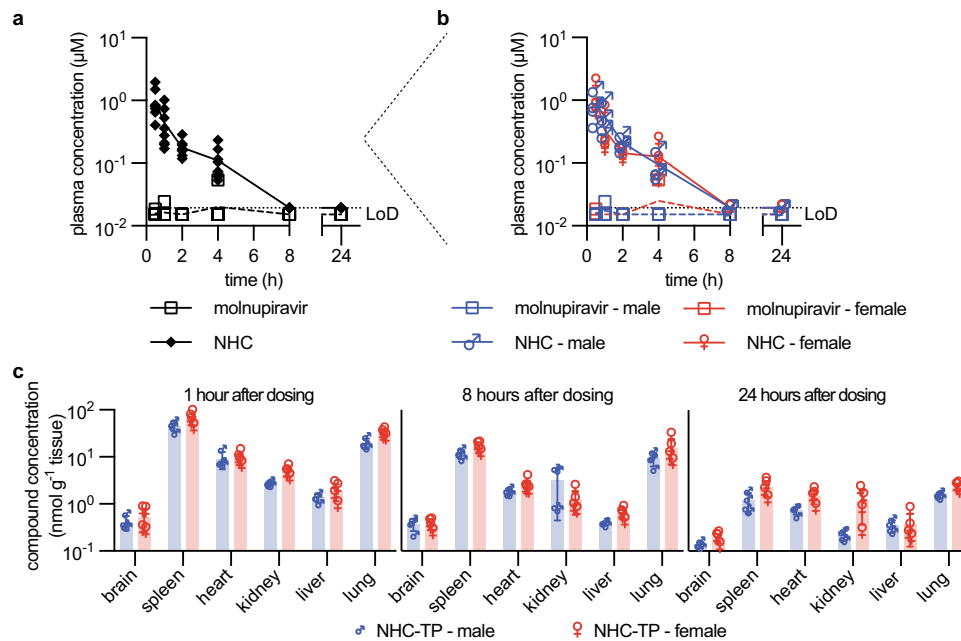 a
b
plasma concentration (µM)
10¹
10⁰
10⁻¹
10⁻²
0 2 4 6 8 24
time (h)
LoD
plasma concentration (µM)
10¹
10⁰
10⁻¹
10⁻²
0 2 4 6 8 24
time (h)
LoD
molnupiravir
NHC
molnupiravir - male
molnupiravir - female
NHC - male
NHC - female
c
1 hour after dosing
8 hours after dosing
24 hours after dosing
compound concentration
(nmol g⁻¹ tissue)
10²
10¹
10⁰
10⁻¹
brain spleen heart kidney liver lung
brain spleen heart kidney liver lung
brain spleen heart kidney liver lung
NHC-TP - male
NHC-TP - female